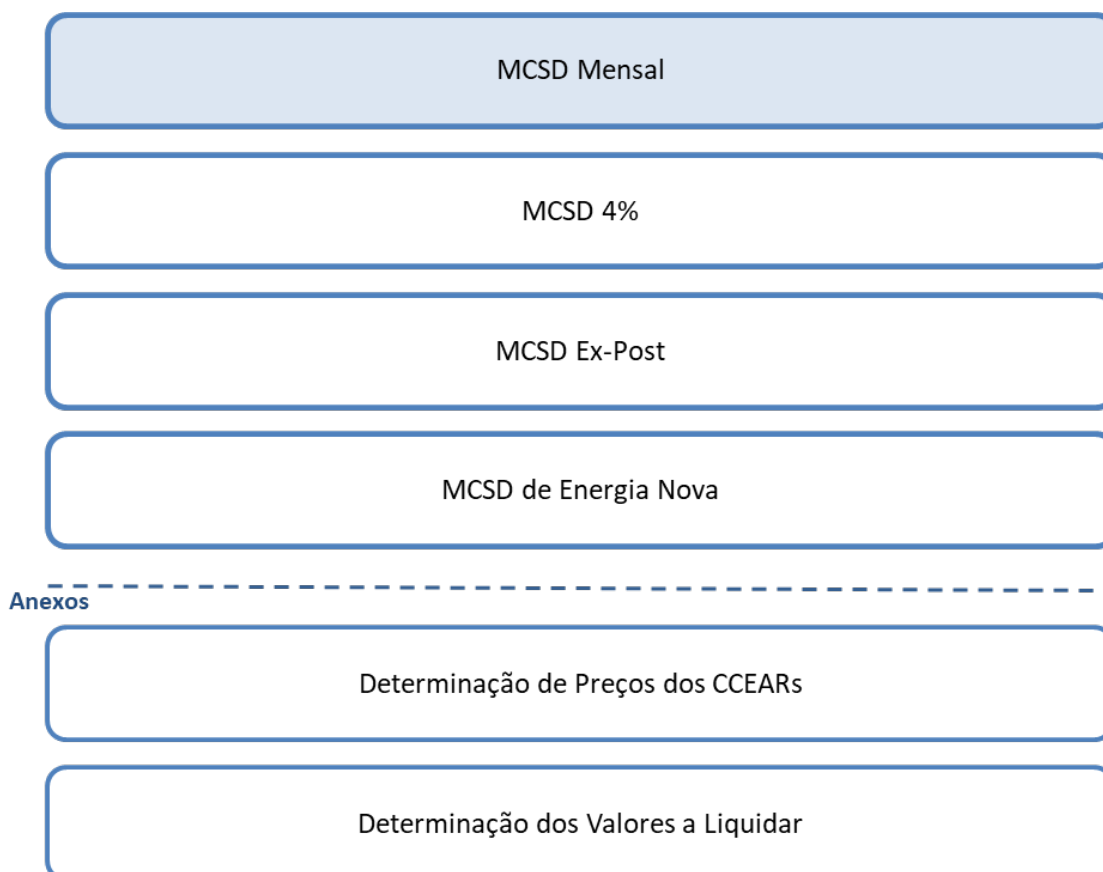 MCSD Mensal
MCSD 4%
MCSD Ex-Post
MCSD de Energia Nova
Anexos
Determinação de Preços dos CCEARs
Determinação dos Valores a Liquidar